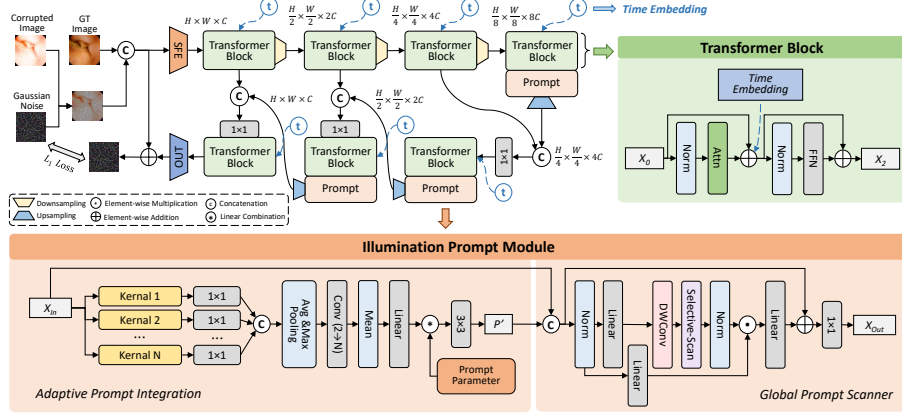 Corrupted
Image
GT
Image
Gaussian
Noise
L₁ Loss
C
SFE
H × W × C
t
Transformer
Block
H/2 × W/2 × 2C
t
Transformer
Block
H/4 × W/4 × 4C
t
Transformer
Block
H/8 × W/8 × 8C
t
Transformer
Block
Prompt
t
Time Embedding
C
H × W × C
C
H/2 × W/2 × 2C
1×1
1×1
OUT
Transformer
Block
t
Transformer
Block
Prompt
t
Transformer
Block
Prompt
t
1×1
C
H/4 × W/4 × 4C
Downsampling
Element-wise Multiplication
c
Concatenation
Upsampling
Element-wise Addition
Linear Combination
Transformer Block
Time
Embedding
X₀
Norm
Attn
Norm
FFN
X₂
Illumination Prompt Module
X_In
Kernal 1
1×1
Kernal 2
1×1
...
...
Kernal N
1×1
C
Avg &Max
Pooling
Conv (2→N)
Mean
Linear
3×3
P'
Prompt
Parameter
Adaptive Prompt Integration
C
Norm
Linear
DWConv
Selective-Scan
Norm
Linear
Linear
1×1
X_Out
Global Prompt Scanner